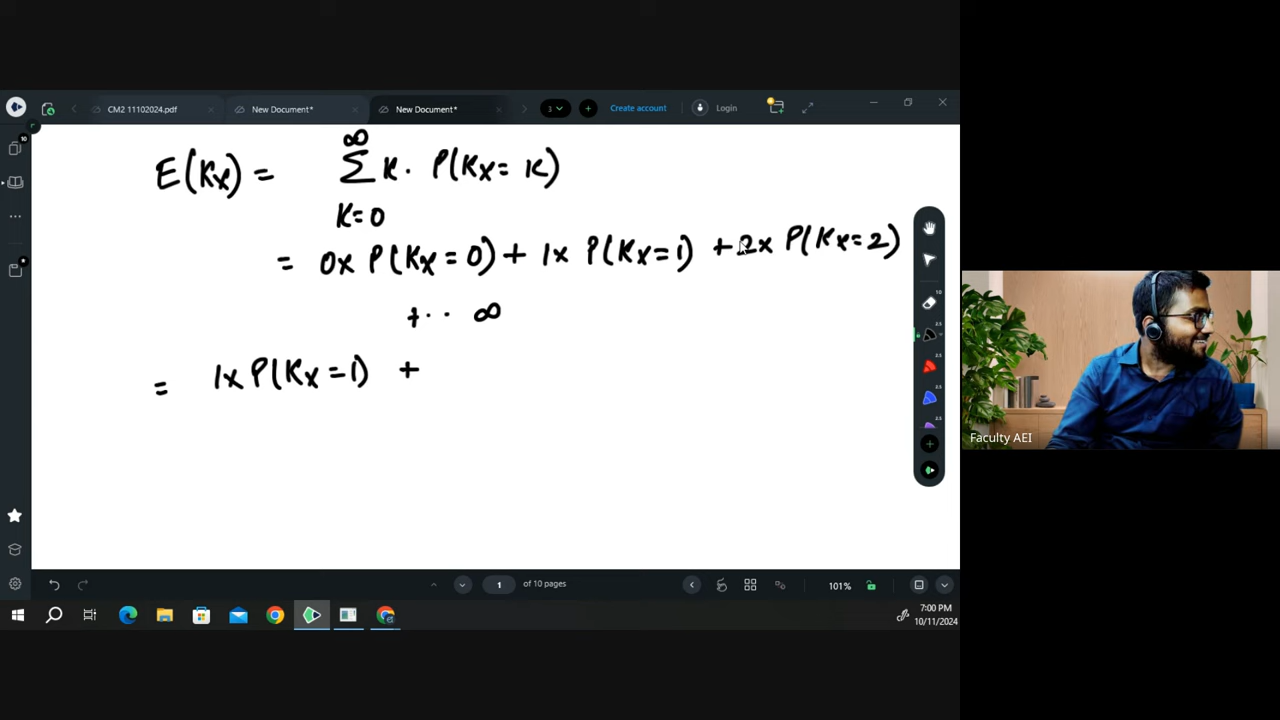 CM2 11102024.pdf
New Document*
New Document*
3
Create account
Login
E(Kx) = ∞
∑ K. P(Kx = K)
K=0
= 0x P(Kx = 0) + 1x P(Kx = 1) + 2x P(Kx = 2)
+ .. ∞
= 1x P(Kx = 1) +
Faculty AEI
1
of 10 pages
101%
7:00 PM
10/11/2024